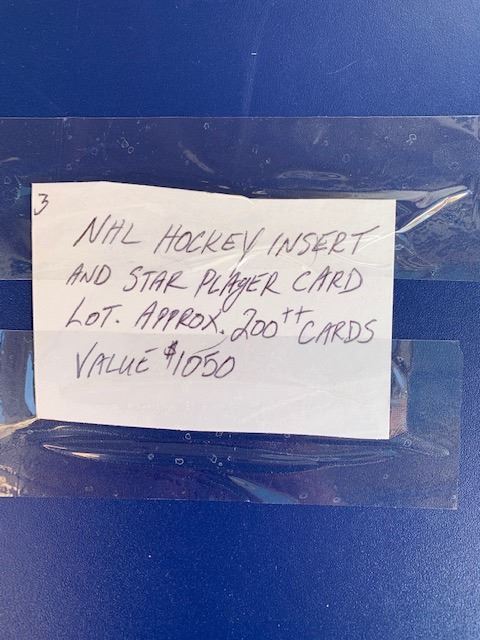 3
NHL HOCKEY INSERT
AND STAR PLAYER CARD
LOT. APPROX. 200++ CARDS
VALUE $1050